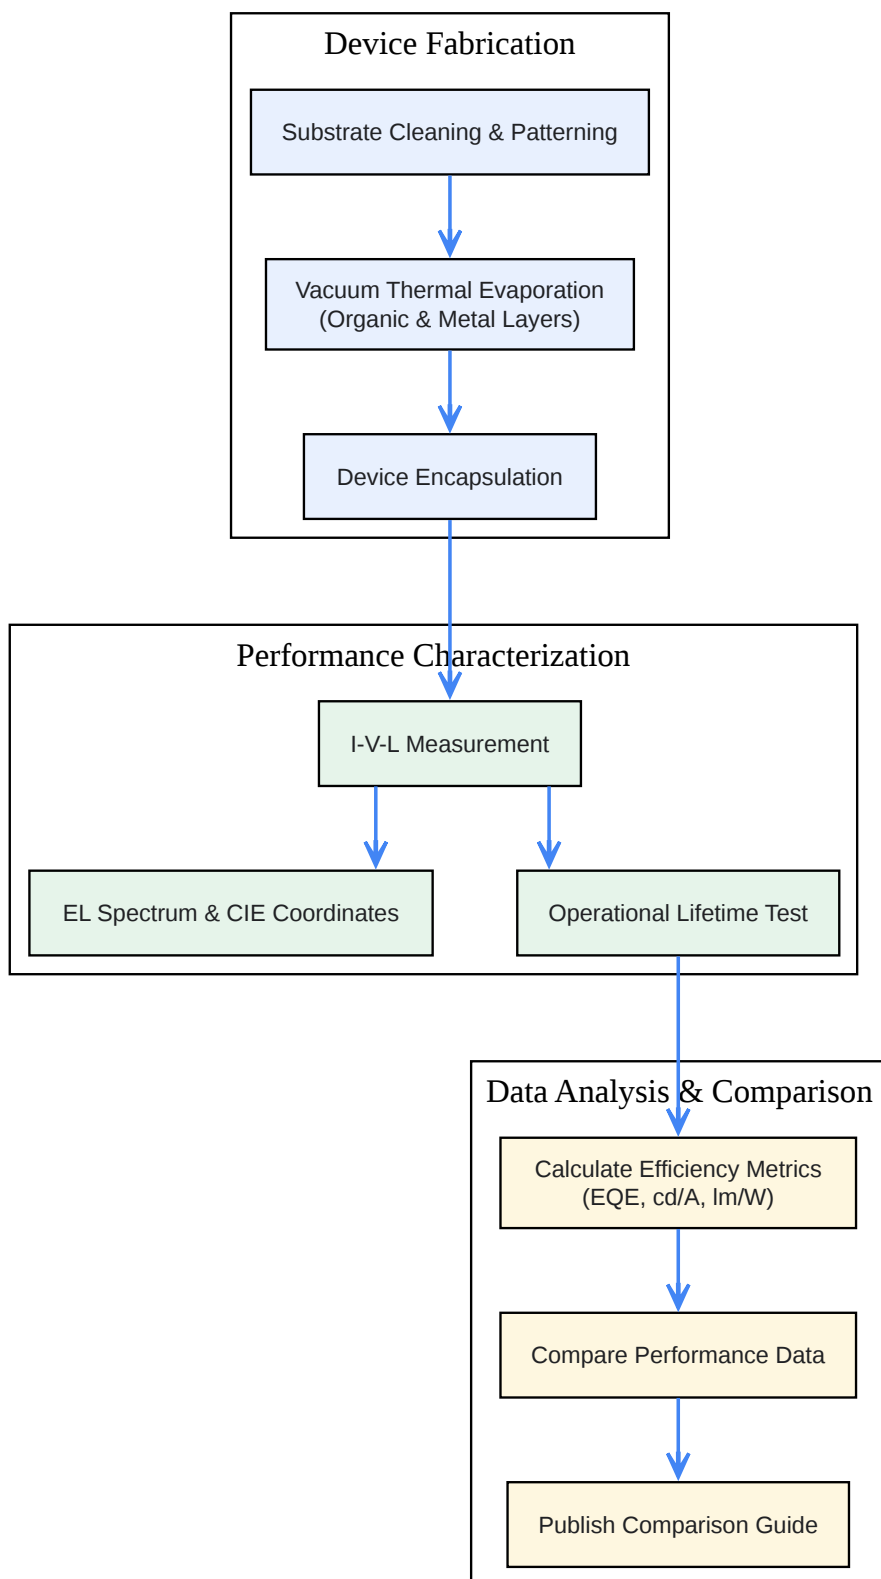 Device Fabrication
Substrate Cleaning & Patterning
Vacuum Thermal Evaporation
(Organic & Metal Layers)
Device Encapsulation
Performance Characterization
I-V-L Measurement
EL Spectrum & CIE Coordinates
Operational Lifetime Test
Data Analysis & Comparison
Calculate Efficiency Metrics
(EQE, cd/A, lm/W)
Compare Performance Data
Publish Comparison Guide